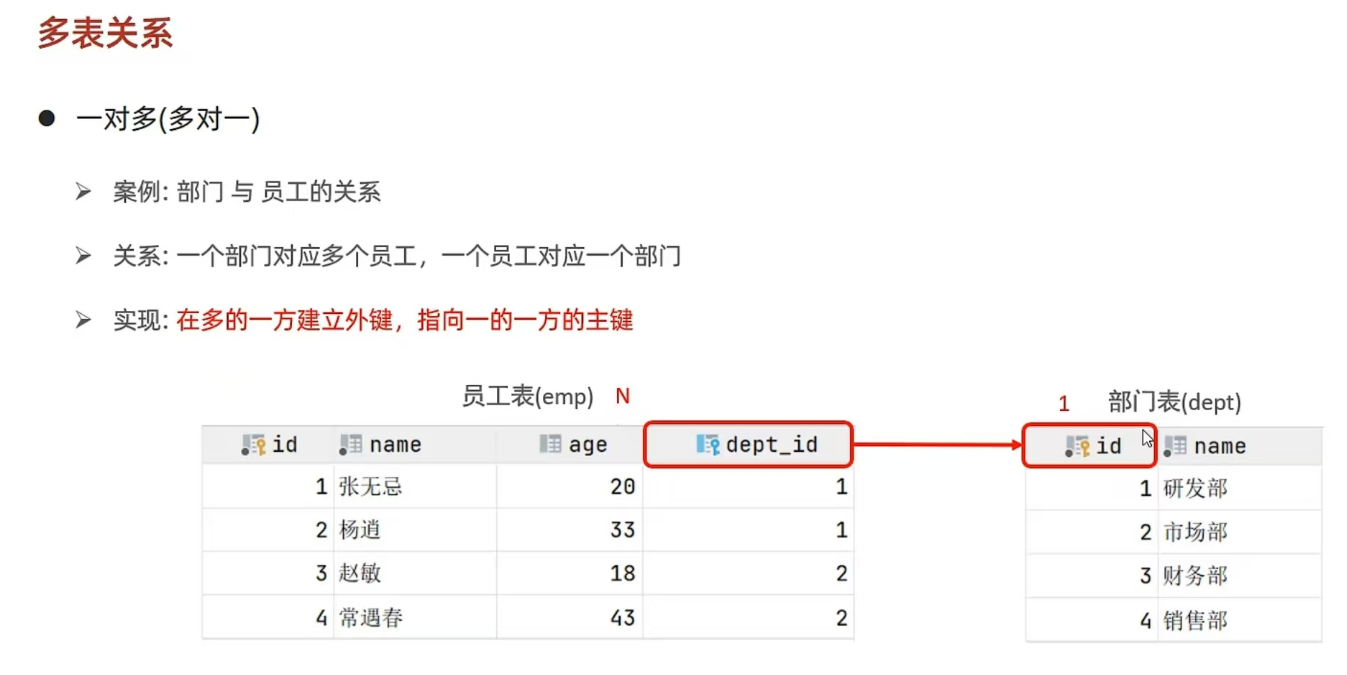 多表关系
● 一对多(多对一)
➢ 案例: 部门 与 员工的关系
➢ 关系: 一个部门对应多个员工，一个员工对应一个部门
➢ 实现: 在多的一方建立外键，指向一的一方的主键
员工表(emp) N 1 部门表(dept)
id name age dept_id id name
1 张无忌 20 1 1 研发部
2 杨逍 33 1 2 市场部
3 赵敏 18 2 3 财务部
4 常遇春 43 2 4 销售部